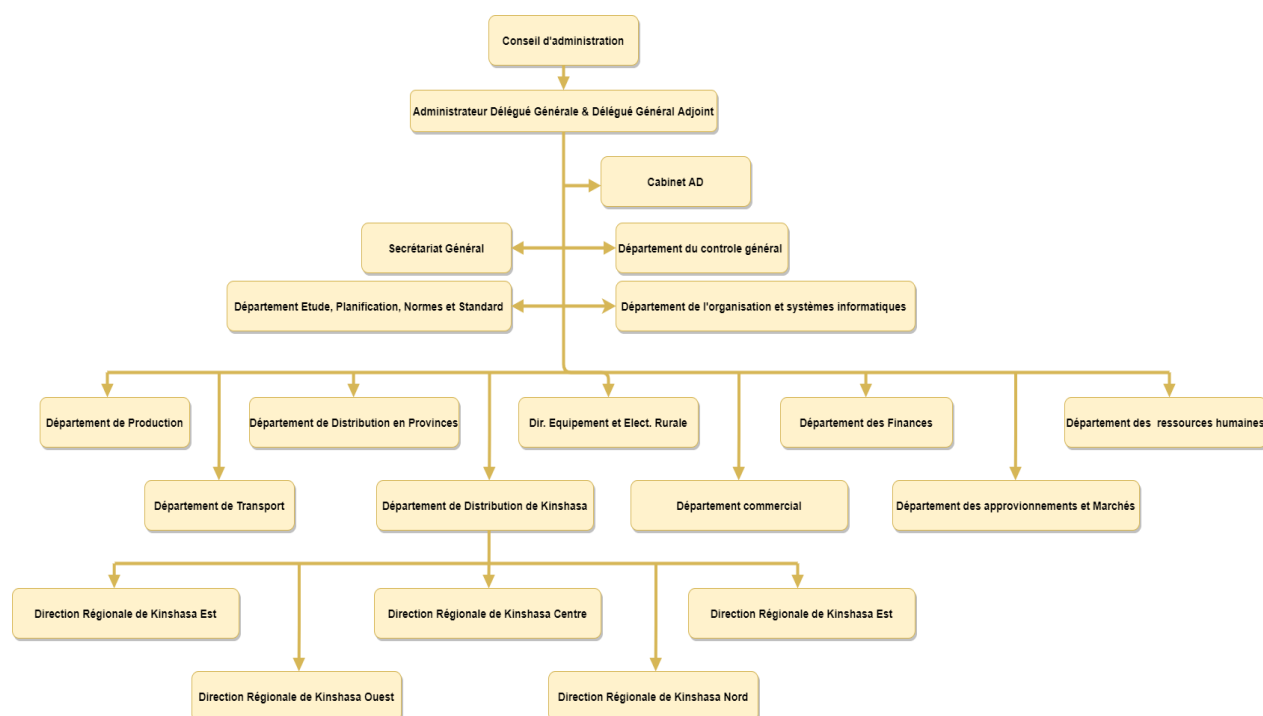 Conseil d'administration
Administrateur Délégué Générale & Délégué Général Adjoint
Cabinet AD
Secrétariat Général
Département du controle général
Département Etude, Planification, Normes et Standard
Département de l'organisation et systèmes informatiques
Département de Production
Département de Distribution en Provinces
Dir. Equipement et Elect. Rurale
Département des Finances
Département des ressources humaines
Département de Transport
Département de Distribution de Kinshasa
Département commercial
Département des approvionnements et Marchés
Direction Régionale de Kinshasa Est
Direction Régionale de Kinshasa Centre
Direction Régionale de Kinshasa Est
Direction Régionale de Kinshasa Ouest
Direction Régionale de Kinshasa Nord